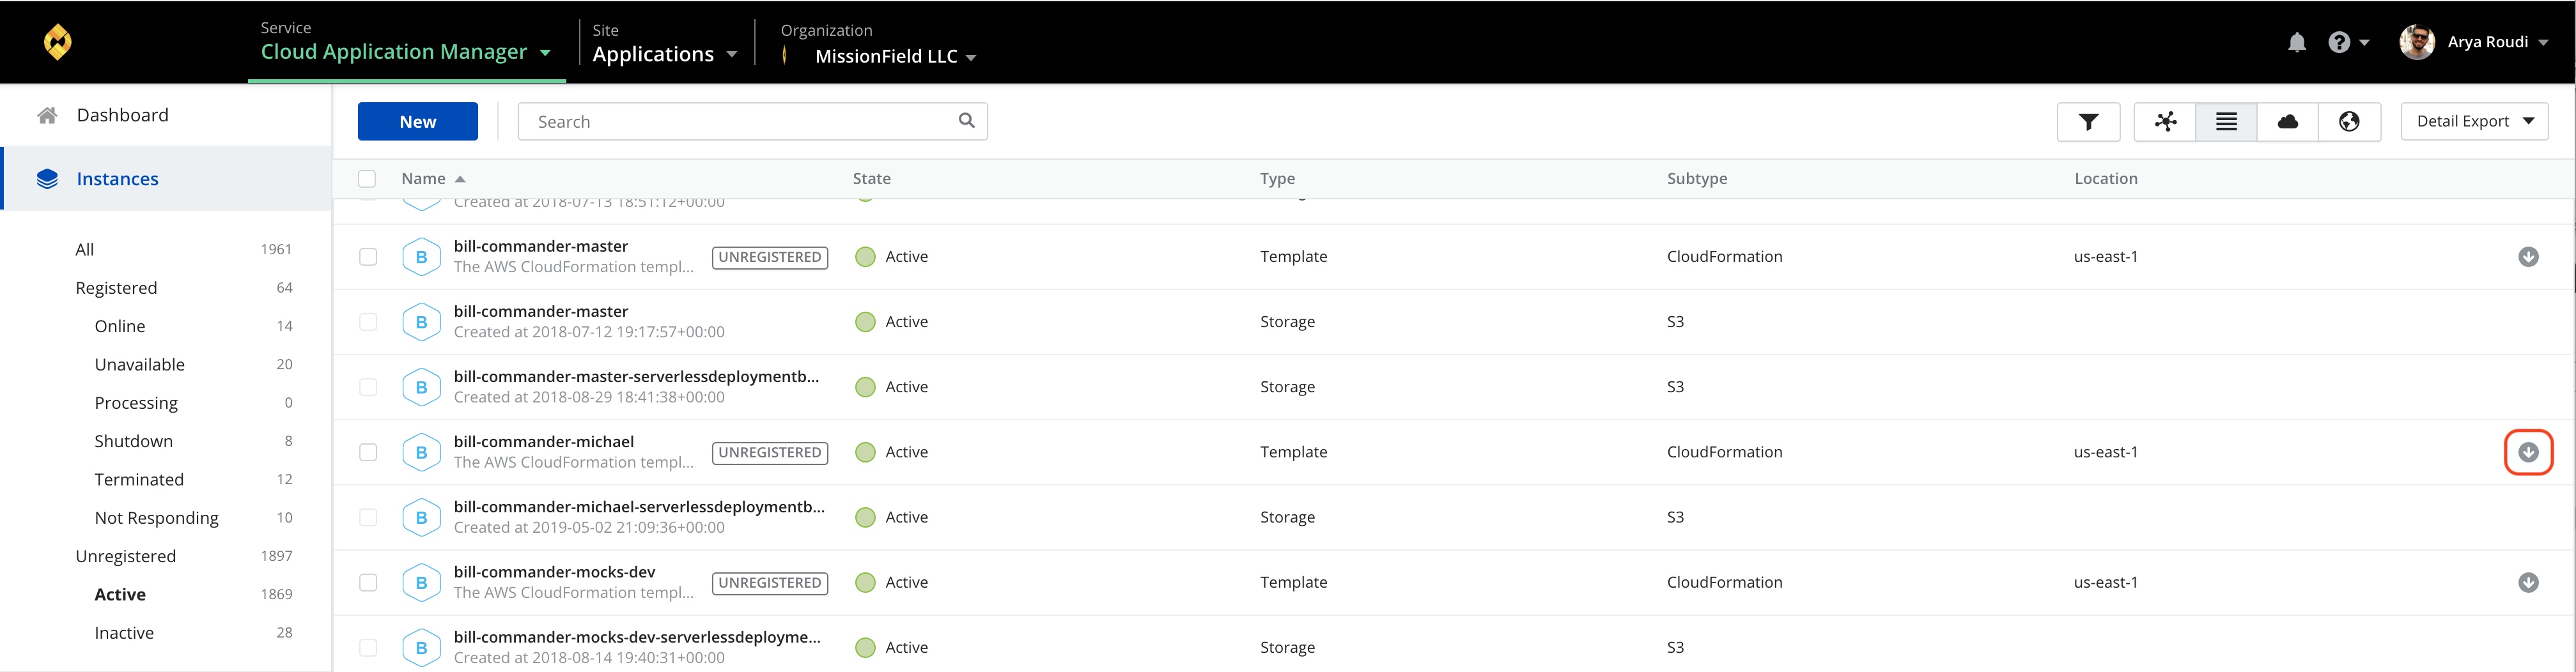 Service
Cloud Application Manager
Site
Applications
Organization
MissionField LLC
?
Arya Roudi
Dashboard
New
Search
Detail Export
Instances
Name
State
Type
Subtype
Location
Created at 2018-07-13 18:51:12+00:00
All 1961
B
bill-commander-master
The AWS CloudFormation templ...
UNREGISTERED
Active
Template
CloudFormation
us-east-1
Registered 64
Online 14
B
bill-commander-master
Created at 2018-07-12 19:17:57+00:00
Active
Storage
S3
Unavailable 20
B
bill-commander-master-serverlessdeploymentb...
Created at 2018-08-29 18:41:38+00:00
Active
Storage
S3
Processing 0
Shutdown 8
B
bill-commander-michael
The AWS CloudFormation templ...
UNREGISTERED
Active
Template
CloudFormation
us-east-1
Terminated 12
Not Responding 10
B
bill-commander-michael-serverlessdeploymentb...
Created at 2019-05-02 21:09:36+00:00
Active
Storage
S3
Unregistered 1897
Active 1869
B
bill-commander-mocks-dev
The AWS CloudFormation templ...
UNREGISTERED
Active
Template
CloudFormation
us-east-1
Inactive 28
B
bill-commander-mocks-dev-serverlessdeployme...
Created at 2018-08-14 19:40:31+00:00
Active
Storage
S3